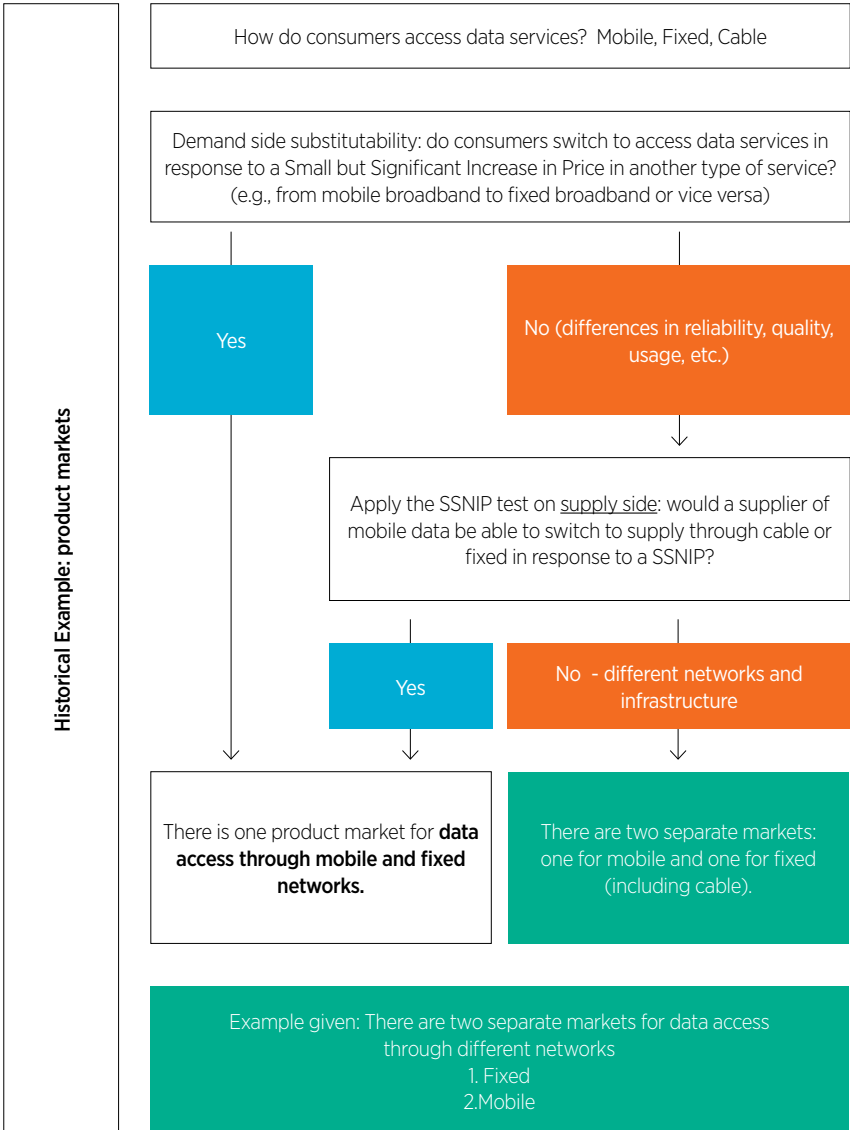 Historical Example: product markets
How do consumers access data services?  Mobile, Fixed, Cable
Demand side substitutability: do consumers switch to access data services in
response to a Small but Significant Increase in Price in another type of service?
(e.g., from mobile broadband to fixed broadband or vice versa)
Yes
No (differences in reliability, quality,
usage, etc.)
Apply the SSNIP test on supply side: would a supplier of
mobile data be able to switch to supply through cable or
fixed in response to a SSNIP?
Yes
No  - different networks and
infrastructure
There is one product market for data
access through mobile and fixed
networks.
There are two separate markets:
one for mobile and one for fixed
(including cable).
Example given: There are two separate markets for data access
through different networks
1. Fixed
2.Mobile